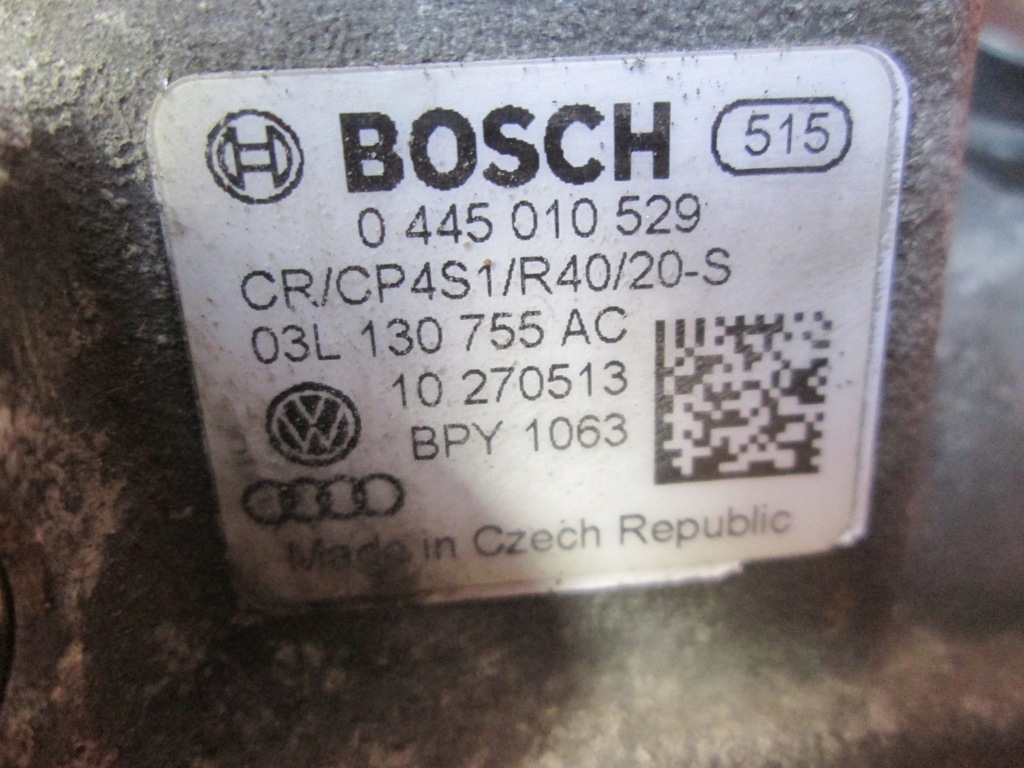 BOSCH 515
0 445 010 529
CR/CP4S1/R40/20-S
03L 130 755 AC
10 270513
BPY 1063
Made in Czech Republic